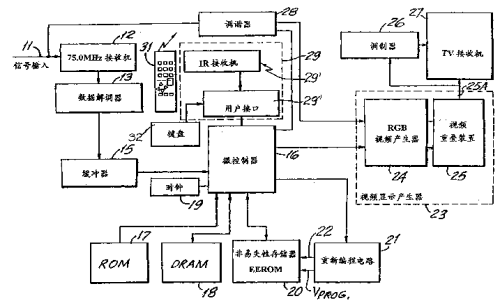 28
26
27
11
12
31
调谐器
29
信号输入
75.0MHz 接收机
IR 接收机
29'
调制器
TV 接收机
13
数据解调器
用户接口
29'
25A
32
键盘
RGB
视频产生器
视频
重叠装置
15
缓冲器
微控制器
16
24
25
时钟
19
视频显示产生器
23
22
21
ROM
17
DRAM
18
非易失性存储器
EEROM
20
重新编程电路
VPROG.